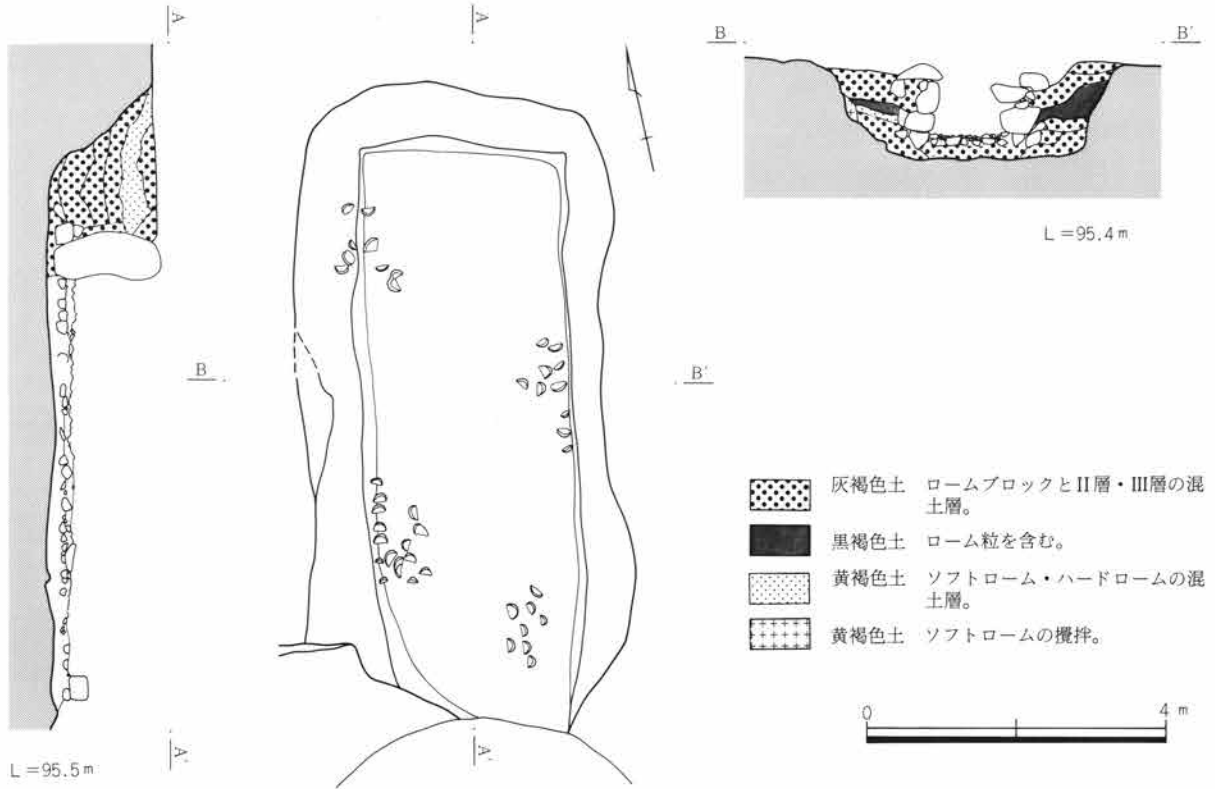 A
A
B
B′
B
B′
L=95.4m
灰褐色土 ロームブロックとII層・III層の混
土層。
黒褐色土 ローム粒を含む。
黄褐色土 ソフトローム・ハードロームの混
土層。
黄褐色土 ソフトロームの攪拌。
0 4 m
A′
A′
L=95.5m